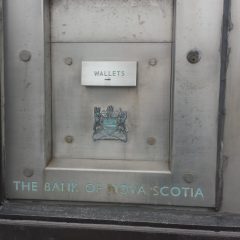 WALLETS
THE BANK OF NOVA SCOTIA